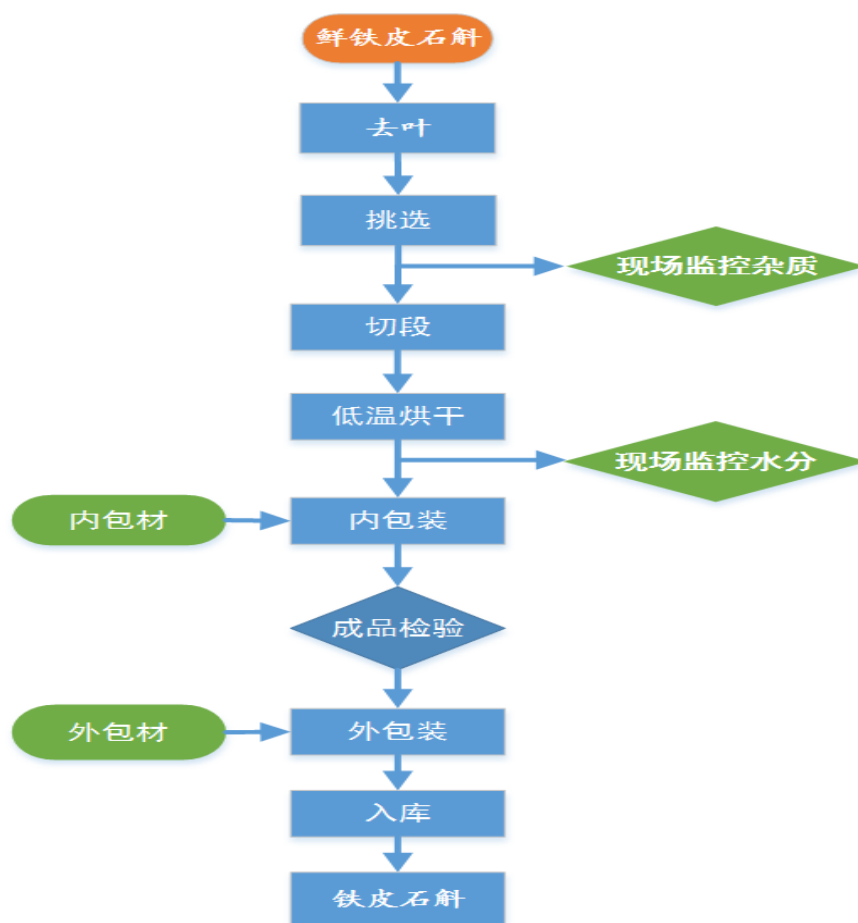 鲜铁皮石斛
去叶
挑选
现场监控杂质
切段
低温烘干
现场监控水分
内包材
内包装
成品检验
外包材
外包装
入库
铁皮石斛